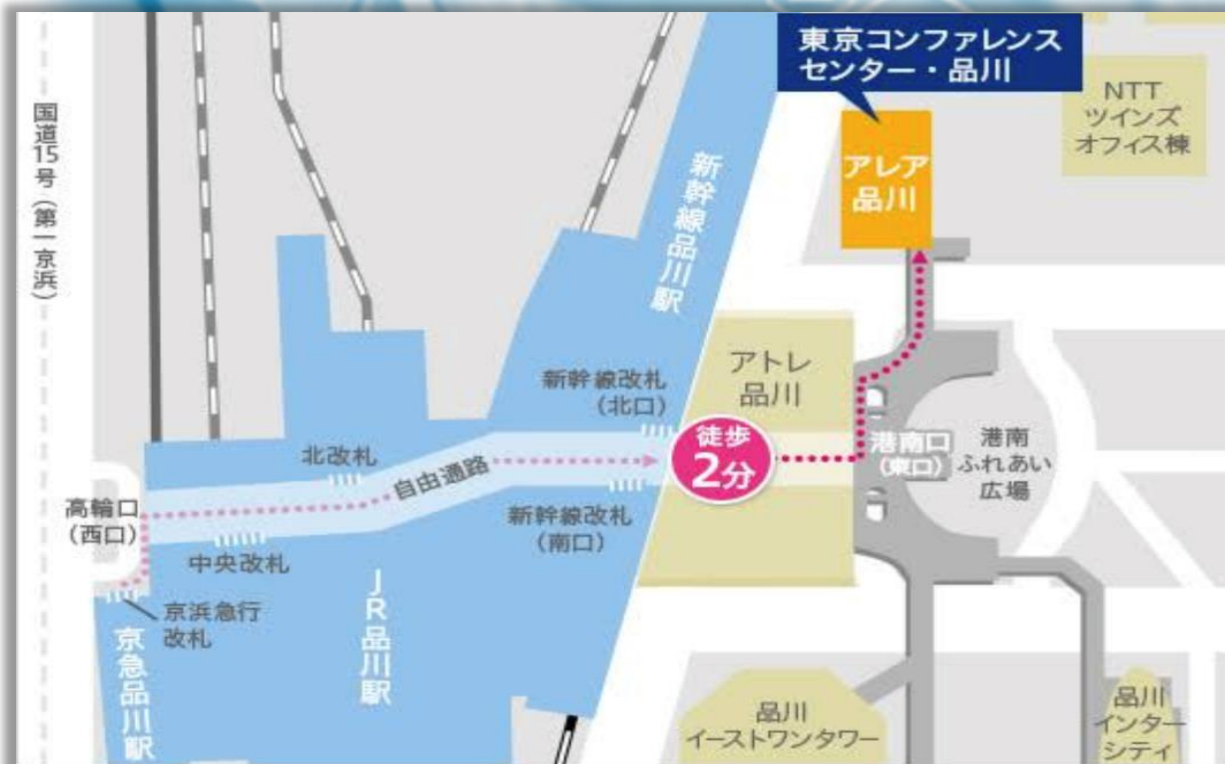 東京コンファレンス
センター・品川
NTT
ツインズ
オフィス棟
アレア
品川
国道15号(第一京浜)
新幹線品川駅
アトレ
品川
新幹線改札
(北口)
徒歩
2分
港南口
(東口)
港南
ふれあい
広場
北改札
自由通路
高輪口
(西口)
中央改札
新幹線改札
(南口)
京浜急行
改札
京急品川駅
JR品川駅
品川
イーストワンタワー
品川
インター
シティ